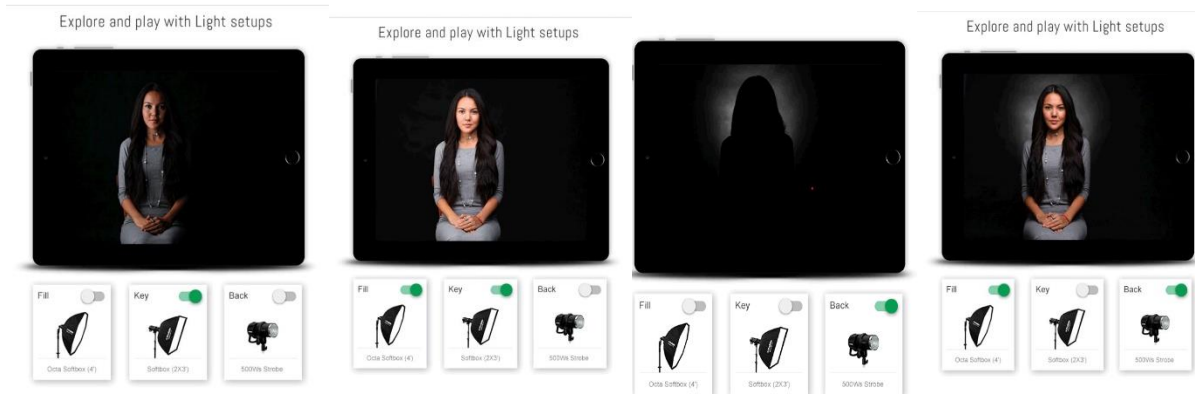 Explore and play with Light setups
Fill
Key
Back
Octa Softbox (4')
Softbox (2X3')
500Ws Strobe
Explore and play with Light setups
Fill
Key
Back
Octa Softbox (4')
Softbox (2X3')
500Ws Strobe
Fill
Key
Back
Octa Softbox (4')
Softbox (2X3')
500Ws Strobe
Explore and play with Light setups
Fill
Key
Back
Octa Softbox (4')
Softbox (2X3')
500Ws Strobe